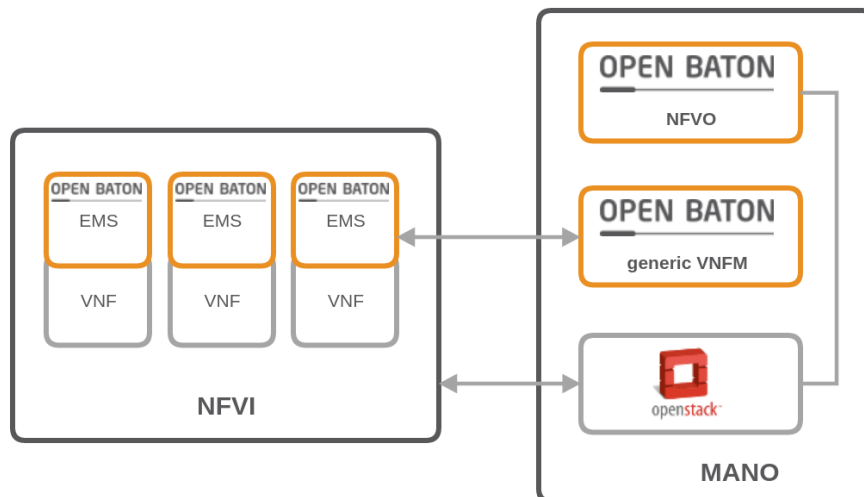 OPEN BATON
NFVO
OPEN BATON
generic VNFM
openstack™
MANO
OPEN BATON
EMS
VNF
OPEN BATON
EMS
VNF
OPEN BATON
EMS
VNF
NFVI